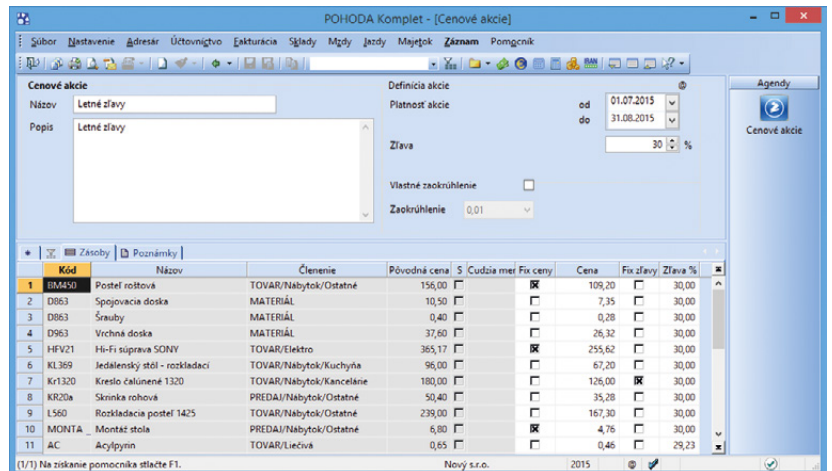 POHODA Komplet - [Cenové akcie]
Súbor Nastavenie Adresár Účtovníctvo Fakturácia Sklady Mzdy Jazdy Majetok Záznam Pomocník
IBAN
Cenové akcie
Definícia akcie
Agendy
Názov Letné zľavy
Platnosť akcie od 01.07.2015
do 31.08.2015
Cenové akcie
Popis Letné zľavy
Zľava 30 %
Vlastné zaokrúhlenie
Zaokrúhlenie 0,01
Zásoby Poznámky
Kód Názov Členenie Pôvodná cena S Cudzia mer Fix ceny Cena Fix zľavy Zľava %
1 BM450 Posteľ roštová TOVAR/Nábytok/Ostatné 156,00 109,20 30,00
2 D863 Spojovacia doska MATERIÁL 10,50 7,35 30,00
3 D863 Šrauby MATERIÁL 0,40 0,28 30,00
4 D963 Vrchná doska MATERIÁL 37,60 26,32 30,00
5 HFV21 Hi-Fi súprava SONY TOVAR/Elektro 365,17 255,62 30,00
6 KL369 Jedálenský stôl - rozkladací TOVAR/Nábytok/Kuchyňa 96,00 67,20 30,00
7 Kr1320 Kreslo čalúnené 1320 TOVAR/Nábytok/Kancelárie 180,00 126,00 30,00
8 KR20a Skrinka rohová PREDAJ/Nábytok/Ostatné 50,40 35,28 30,00
9 L560 Rozkladacia posteľ 1425 TOVAR/Nábytok/Ostatné 239,00 167,30 30,00
10 MONTA _ Montáž stola PREDAJ/Nábytok/Ostatné 6,80 4,76 30,00
11 AC Acylpyrin TOVAR/Liečivá 0,65 0,46 29,23
(1/1) Na získanie pomocníka stlačte F1. Nový s.r.o. 2015 @